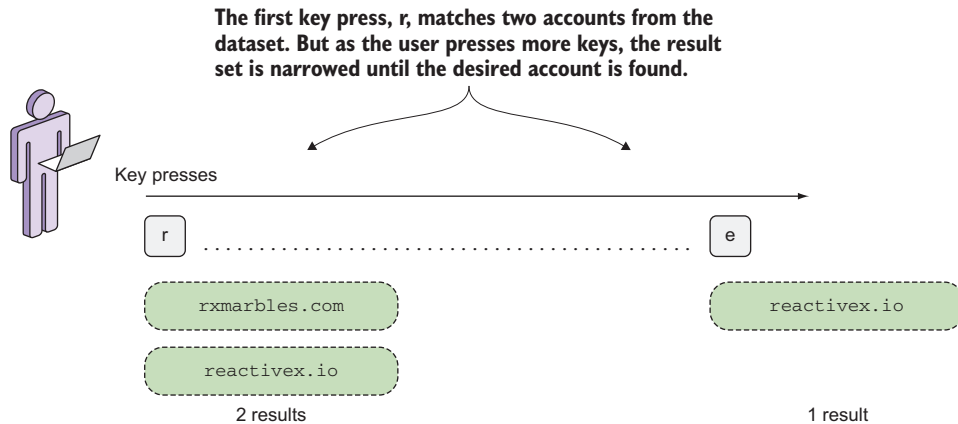 The first key press, r, matches two accounts from the
dataset. But as the user presses more keys, the result
set is narrowed until the desired account is found.
Key presses
r
e
rxmarbles.com
reactivex.io
reactivex.io
2 results
1 result